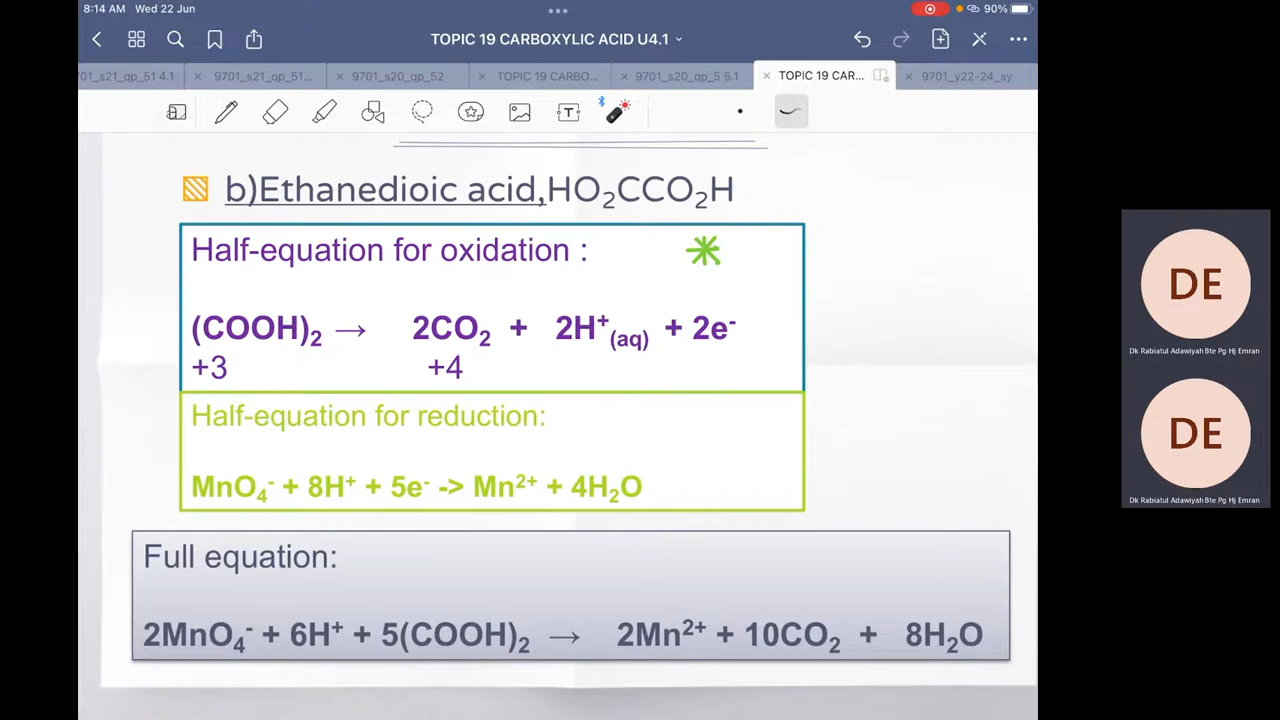 8:14 AM Wed 22 Jun
90%
TOPIC 19 CARBOXYLIC ACID U4.1
01_s21_qp_51 4.1
9701_s21_qp_51...
9701_s20_qp_52
TOPIC 19 CARBO...
9701_s20_qp_5 5.1
TOPIC 19 CAR...
9701_y22-24_sy
b)Ethanedioic acid,HO₂CCO₂H
Half-equation for oxidation :
(COOH)₂ → 2CO₂ + 2H⁺(aq) + 2e⁻
+3 +4
Half-equation for reduction:
MnO₄⁻ + 8H⁺ + 5e⁻ -> Mn²⁺ + 4H₂O
Full equation:
2MnO₄⁻ + 6H⁺ + 5(COOH)₂ → 2Mn²⁺ + 10CO₂ + 8H₂O
DE
Dk Rabiatul Adawiyah Bte Pg Hj Emran
DE
Dk Rabiatul Adawiyah Bte Pg Hj Emran